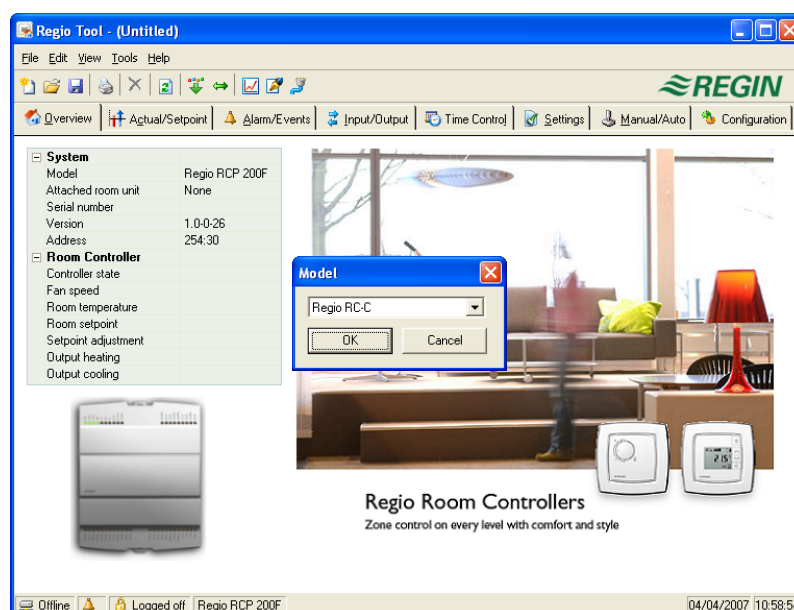 Regio Tool - (Untitled)
File Edit View Tools Help
REGIN
Overview Actual/Setpoint Alarm/Events Input/Output Time Control Settings Manual/Auto Configuration
System
Model Regio RCP 200F
Attached room unit None
Serial number
Version 1.0-0-26
Address 254:30
Room Controller
Controller state
Fan speed
Room temperature
Room setpoint
Setpoint adjustment
Output heating
Output cooling
Model
Regio RC-C
OK Cancel
Regio Room Controllers
Zone control on every level with comfort and style
Offline Logged off Regio RCP 200F 04/04/2007 10:58:5